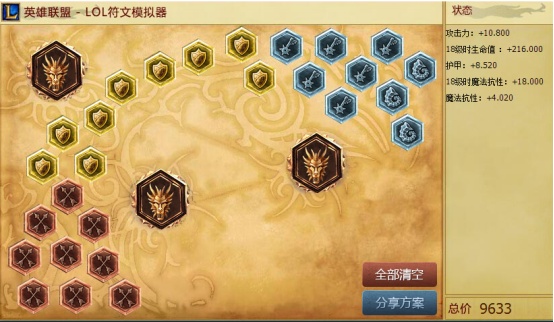 英雄联盟 - LOL符文模拟器
状态
攻击力：+10.800
18级时生命值 ：+216.000
护甲：+8.520
18级时魔法抗性：+18.000
魔法抗性：+4.020
全部清空
分享方案
总价 9633